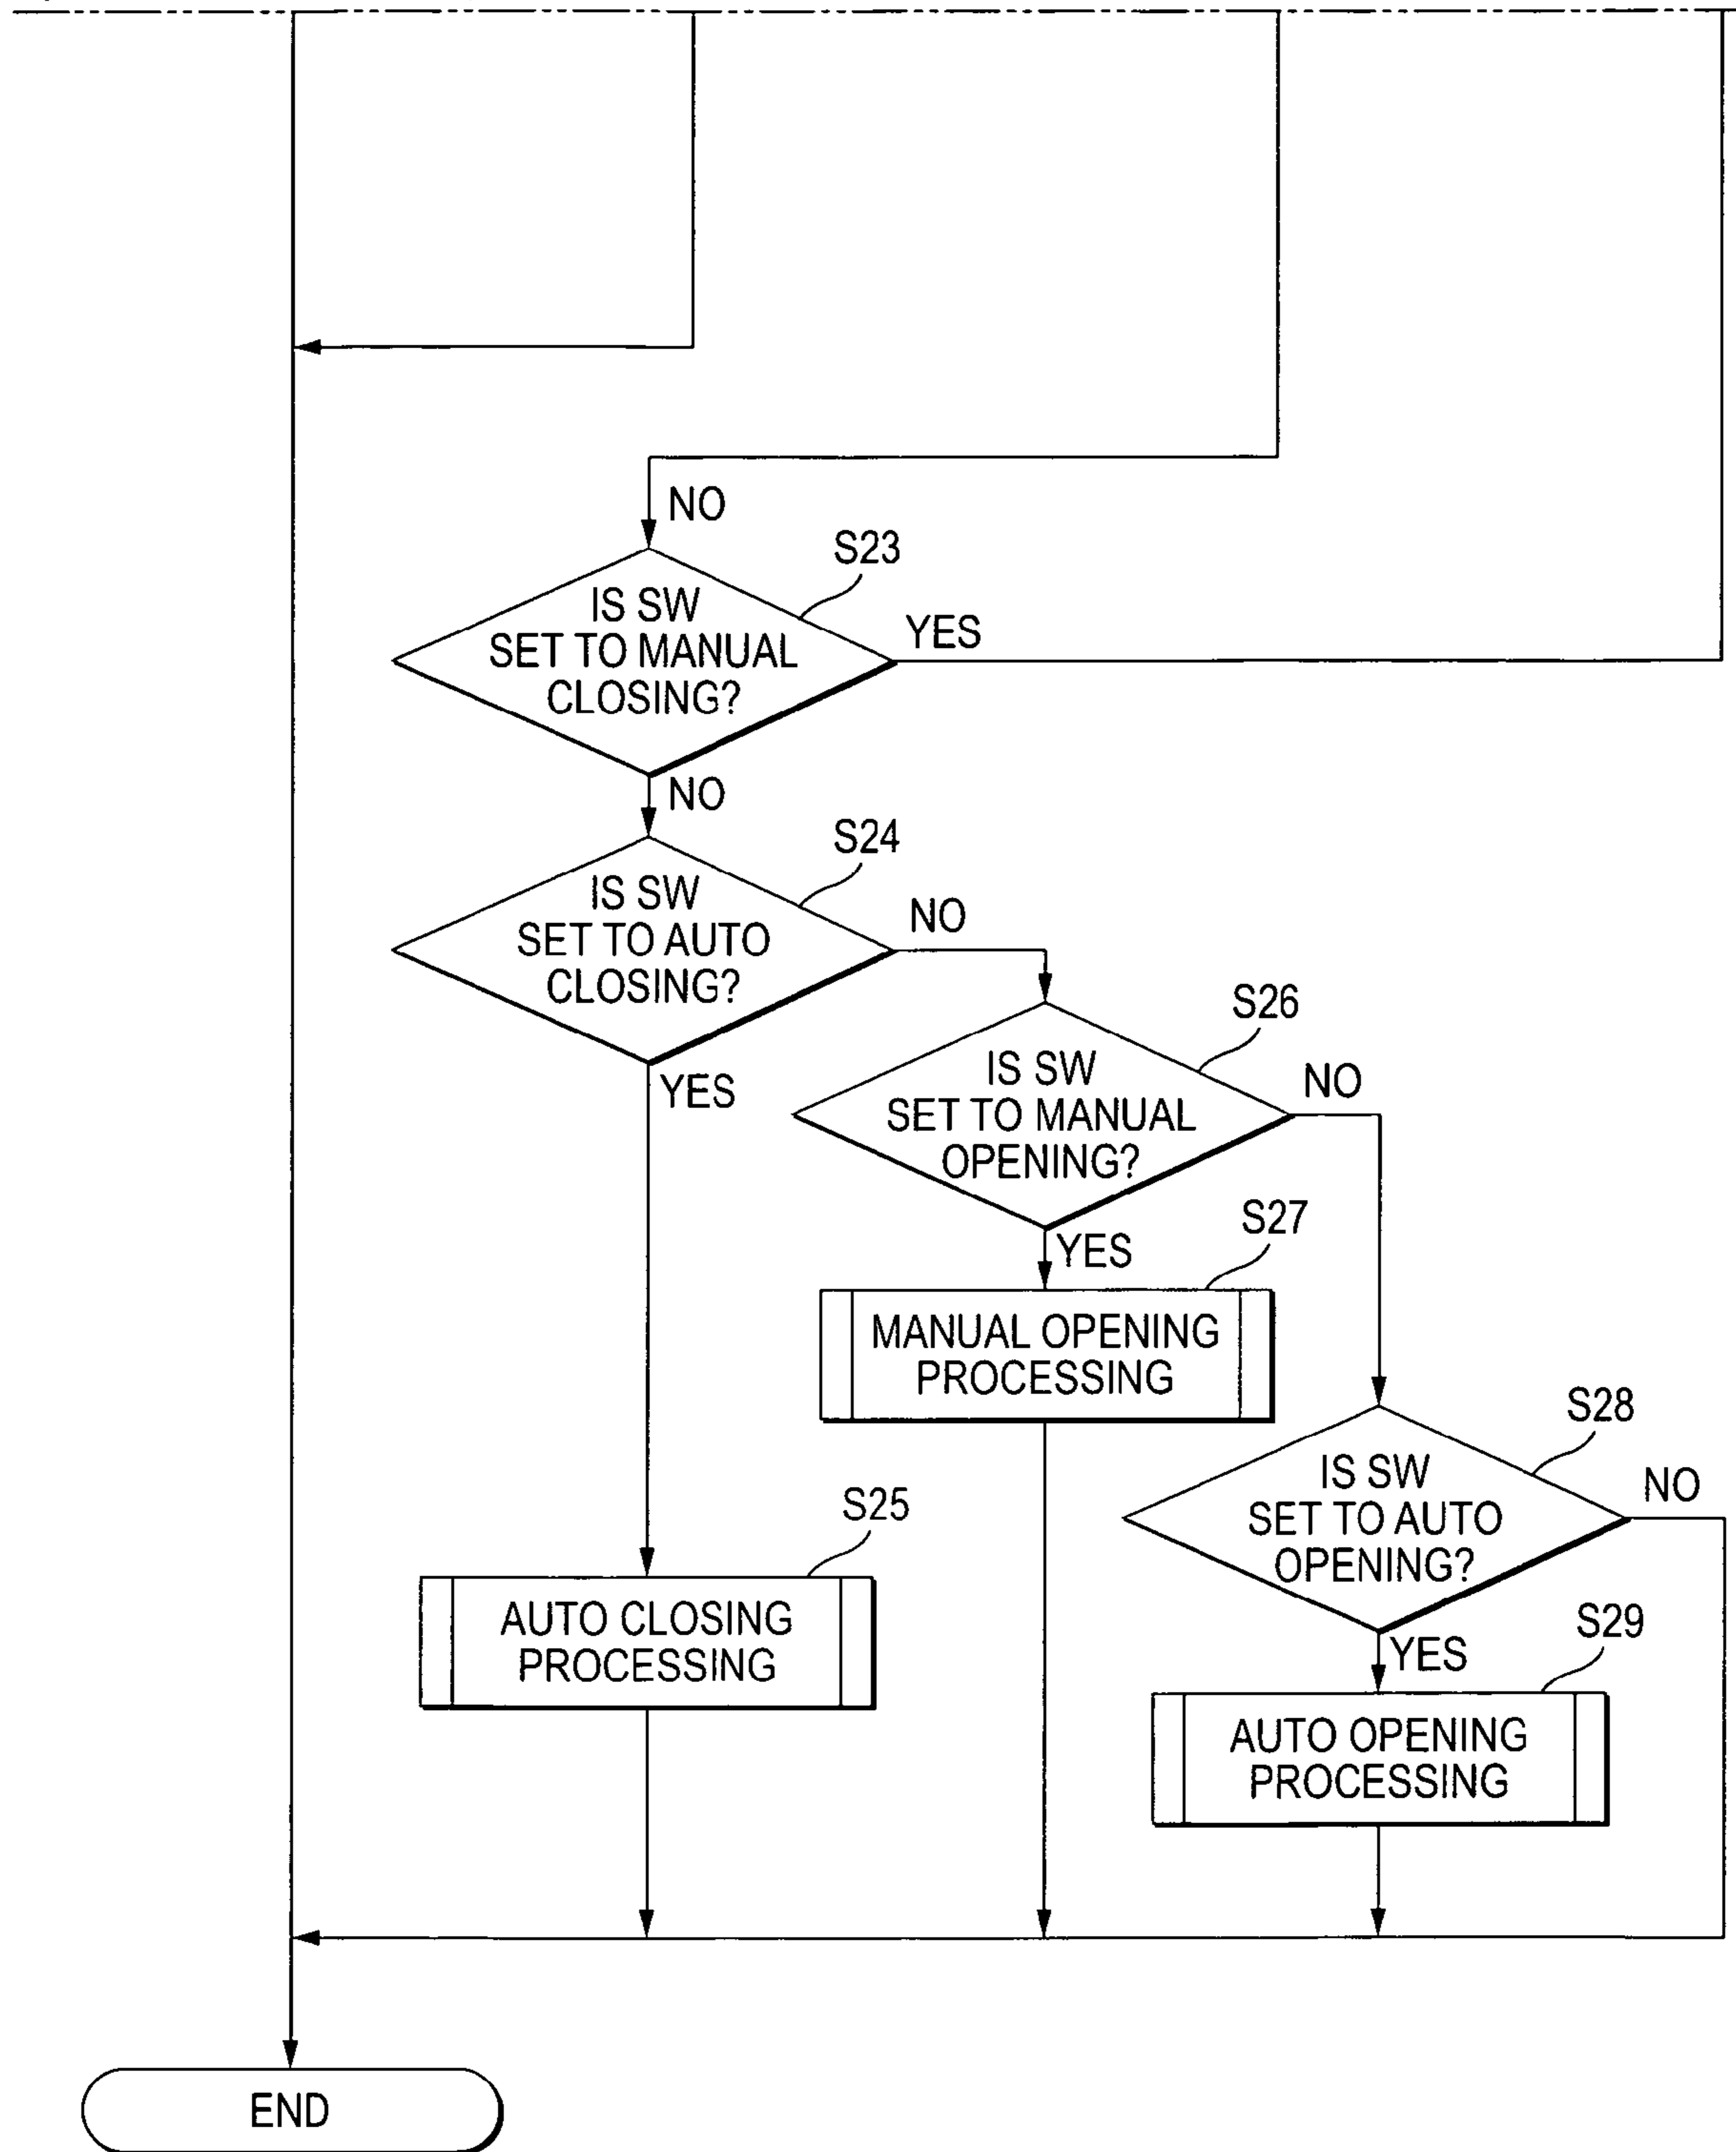 NO
S23
IS SW
SET TO MANUAL
CLOSING?
YES
NO
S24
IS SW
SET TO AUTO
CLOSING?
NO
YES
S26
IS SW
SET TO MANUAL
OPENING?
NO
YES
S27
MANUAL OPENING
PROCESSING
S28
IS SW
SET TO AUTO
OPENING?
NO
YES
S25
AUTO CLOSING
PROCESSING
S29
AUTO OPENING
PROCESSING
END